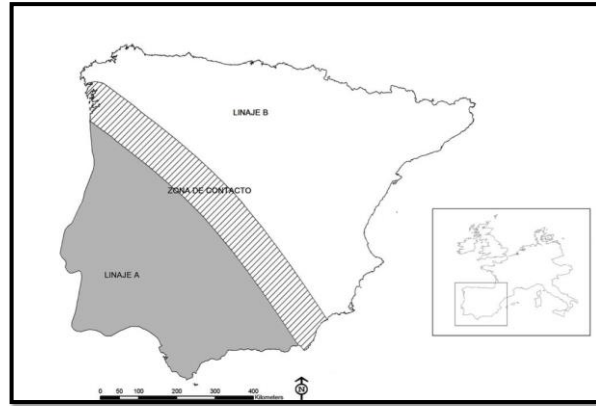 LINAJE B
ZONA DE CONTACTO
LINAJE A
0 50 100 200 300 400
Kilometers
N